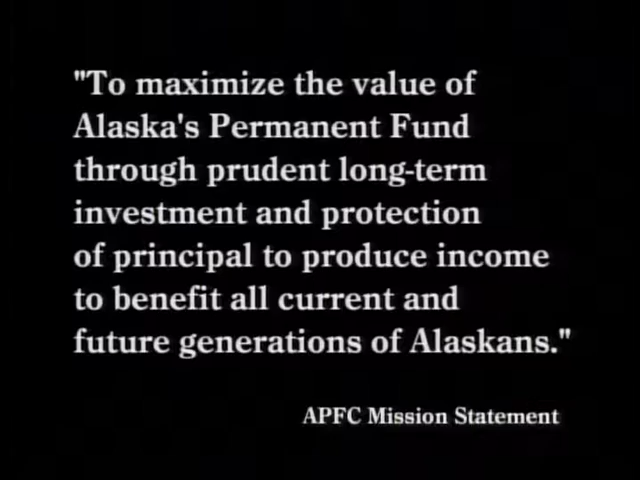 "To maximize the value of
Alaska's Permanent Fund
through prudent long-term
investment and protection
of principal to produce income
to benefit all current and
future generations of Alaskans."
APFC Mission Statement